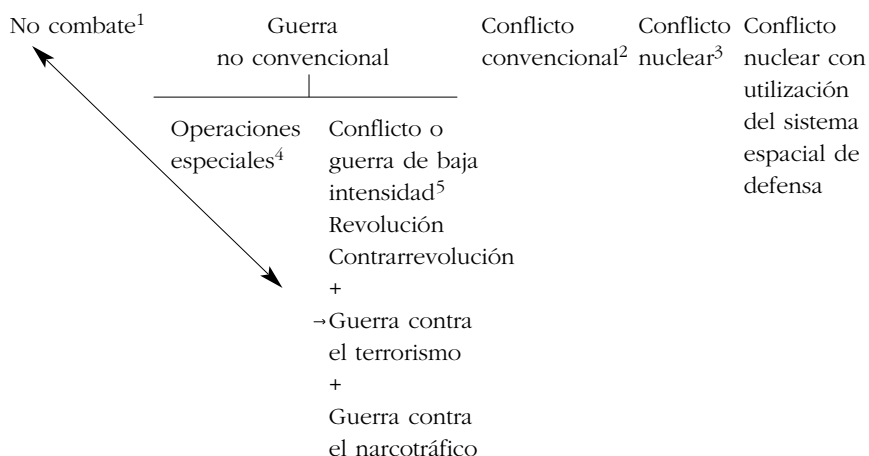 No combate1
Guerra
no convencional
Conflicto
convencional2
Conflicto
nuclear3
Conflicto
nuclear con
utilización
del sistema
espacial de
defensa
Operaciones
especiales4
Conflicto o
guerra de baja
intensidad5
Revolución
Contrarrevolución
+
→Guerra contra
el terrorismo
+
Guerra contra
el narcotráfico